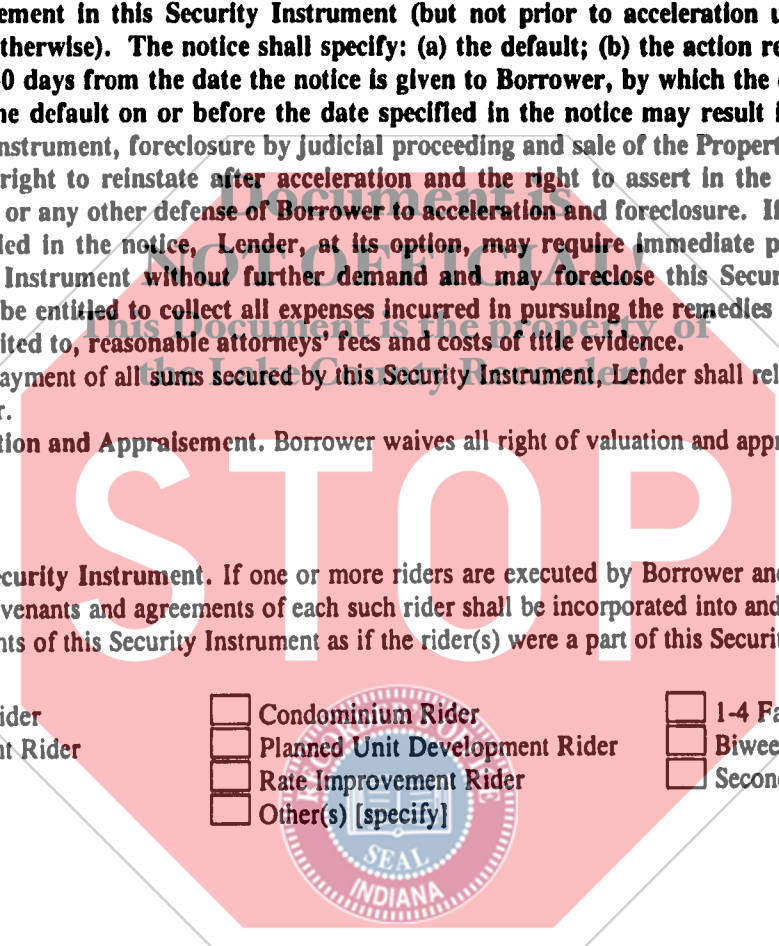 ement in this Security Instrument (but not prior to acceleration u
therwise). The notice shall specify: (a) the default; (b) the action re
0 days from the date the notice is given to Borrower, by which the
he default on or before the date specified in the notice may result i
nstrument, foreclosure by judicial proceeding and sale of the Propert
right to reinstate after acceleration and the right to assert in the
Document is
or any other defense of Borrower to acceleration and foreclosure. If
ied in the notice, Lender, at its option, may require immediate p
NOT OFFICIAL!
Instrument without further demand and may foreclose this Secur
be entitled to collect all expenses incurred in pursuing the remedies
This Document is the property of
ited to, reasonable attorneys' fees and costs of title evidence.
ayment of all sums secured by this Security Instrument, Lender shall rel
the Lake County Recorder!
r.
tion and Appraisement. Borrower waives all right of valuation and appr
STOP
ecurity Instrument. If one or more riders are executed by Borrower and
venants and agreements of each such rider shall be incorporated into and
nts of this Security Instrument as if the rider(s) were a part of this Securit
ider Condominium Rider 1-4 Fa
nt Rider Planned Unit Development Rider Biwee
Rate Improvement Rider Second
Other(s) [specify]
RECORDER'S OFFICE
SEAL
INDIANA